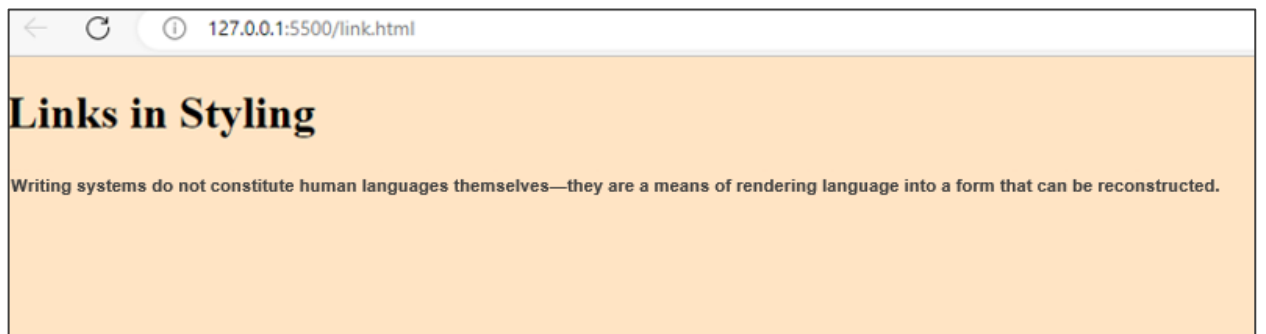 127.0.0.1:5500/link.html
Links in Styling
Writing systems do not constitute human languages themselves—they are a means of rendering language into a form that can be reconstructed.